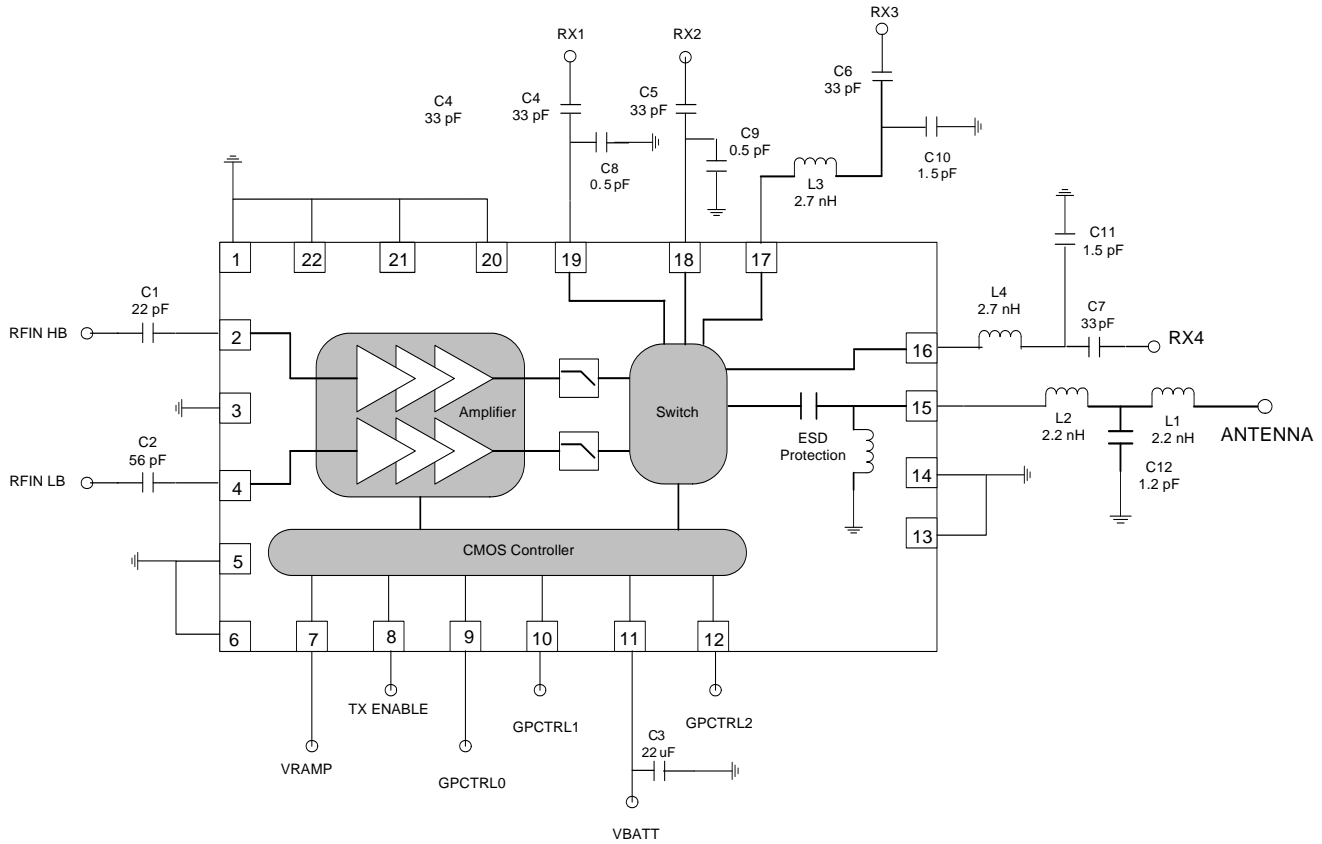 RX3
RX1
RX2
C6
33 pF
C4
33 pF
C4
33 pF
C5
33 pF
C9
0.5 pF
C8
0.5 pF
C10
1.5 pF
L3
2.7 nH
C11
1.5 pF
1
22
21
20
19
18
17
C1
22 pF
L4
2.7 nH
C7
33 pF
RFIN HB
2
16
RX4
3
Amplifier
Switch
15
L2
2.2 nH
L1
2.2 nH
ANTENNA
ESD
Protection
C2
56 pF
C12
1.2 pF
RFIN LB
4
14
13
5
CMOS Controller
6
7
8
9
10
11
12
TX ENABLE
GPCTRL1
GPCTRL2
C3
22 uF
VRAMP
GPCTRL0
VBATT